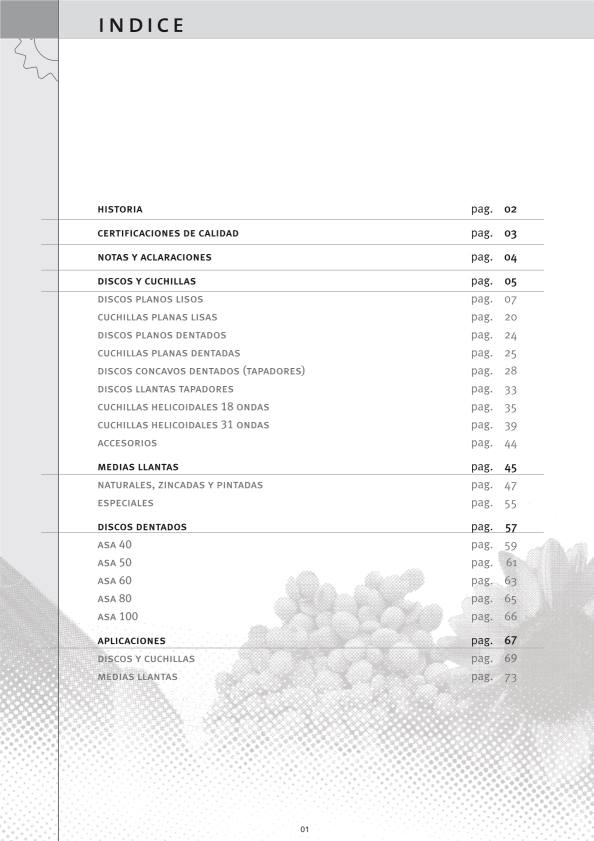 INDICE
HISTORIA pag. 02
CERTIFICACIONES DE CALIDAD pag. 03
NOTAS Y ACLARACIONES pag. 04
DISCOS Y CUCHILLAS pag. 05
DISCOS PLANOS LISOS pag. 07
CUCHILLAS PLANAS LISAS pag. 20
DISCOS PLANOS DENTADOS pag. 24
CUCHILLAS PLANAS DENTADAS pag. 25
DISCOS CONCAVOS DENTADOS (TAPADORES) pag. 28
DISCOS LLANTAS TAPADORES pag. 33
CUCHILLAS HELICOIDALES 18 ONDAS pag. 35
CUCHILLAS HELICOIDALES 31 ONDAS pag. 39
ACCESORIOS pag. 44
MEDIAS LLANTAS pag. 45
NATURALES, ZINCADAS Y PINTADAS pag. 47
ESPECIALES pag. 55
DISCOS DENTADOS pag. 57
ASA 40 pag. 59
ASA 50 pag. 61
ASA 60 pag. 63
ASA 80 pag. 65
ASA 100 pag. 66
APLICACIONES pag. 67
DISCOS Y CUCHILLAS pag. 69
MEDIAS LLANTAS pag. 73
01